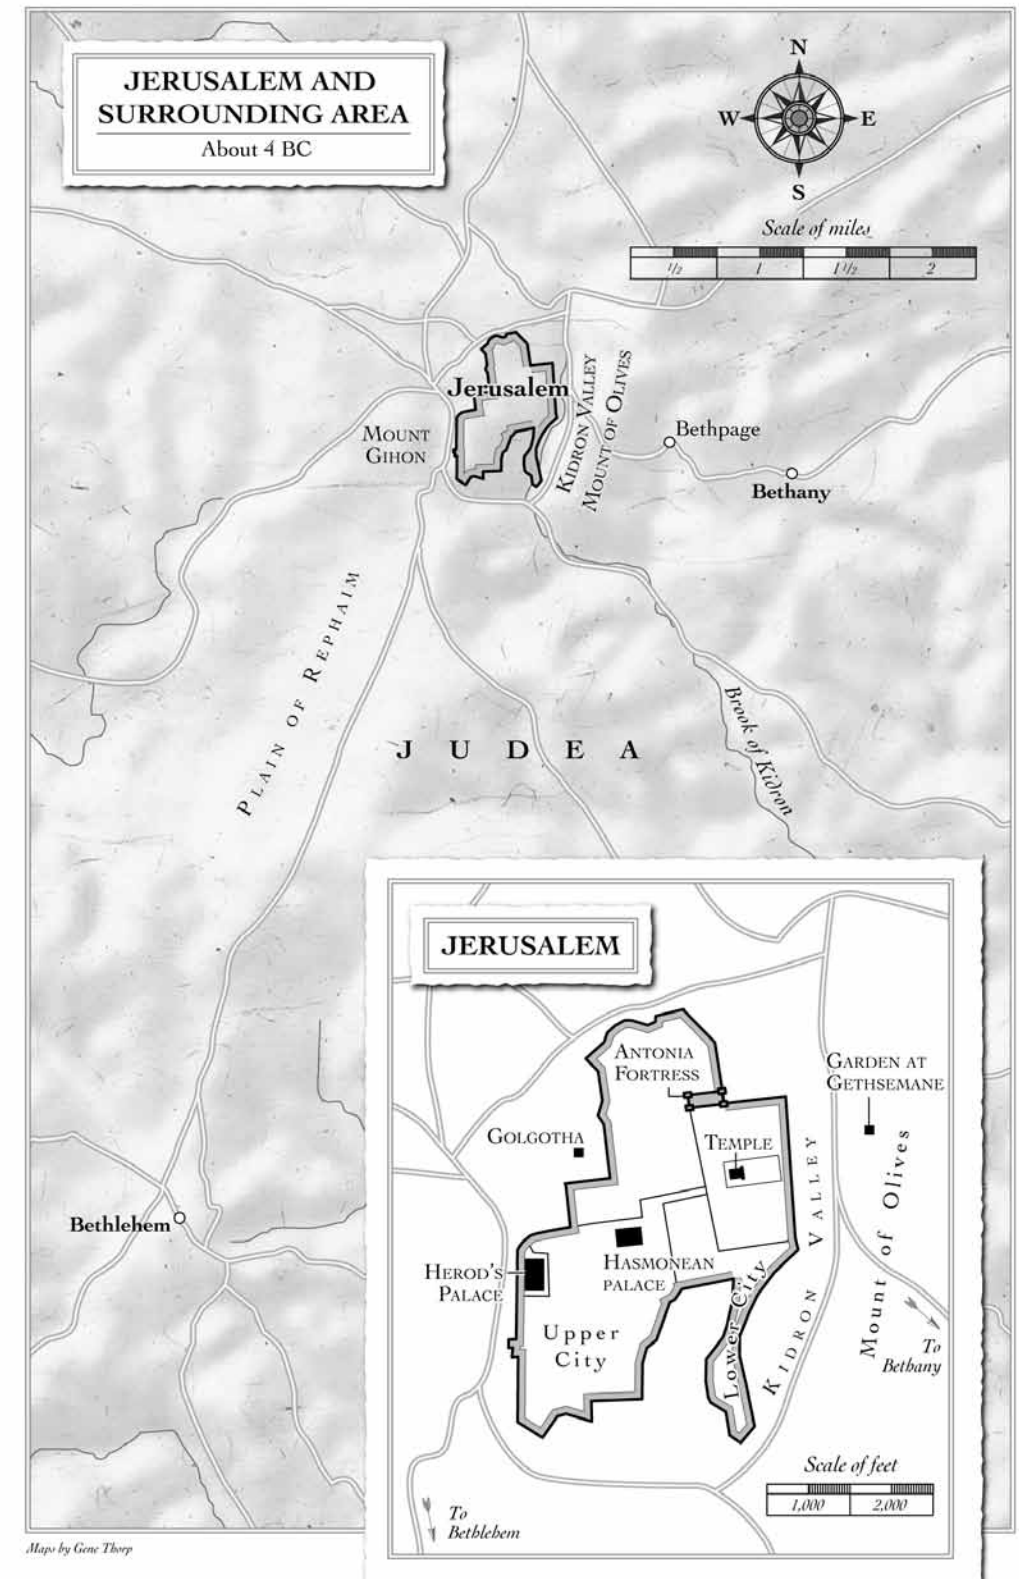 JERUSALEM AND
SURROUNDING AREA
About 4 BC
N
W
E
S
Scale of miles
1/2
1
1 1/2
2
Jerusalem
MOUNT
GIHON
KIDRON VALLEY
MOUNT OF OLIVES
Bethpage
Bethany
PLAIN OF REPHAIM
JUDEA
Brook of Kidron
Bethlehem
JERUSALEM
ANTONIA
FORTRESS
GARDEN AT
GETHSEMANE
GOLGOTHA
TEMPLE
KIDRON VALLEY
Mount of Olives
HEROD'S
PALACE
HASMONEAN
PALACE
Upper
City
Lower City
To
Bethany
Scale of feet
1,000
2,000
To
Bethlehem
Maps by Gene Thorp